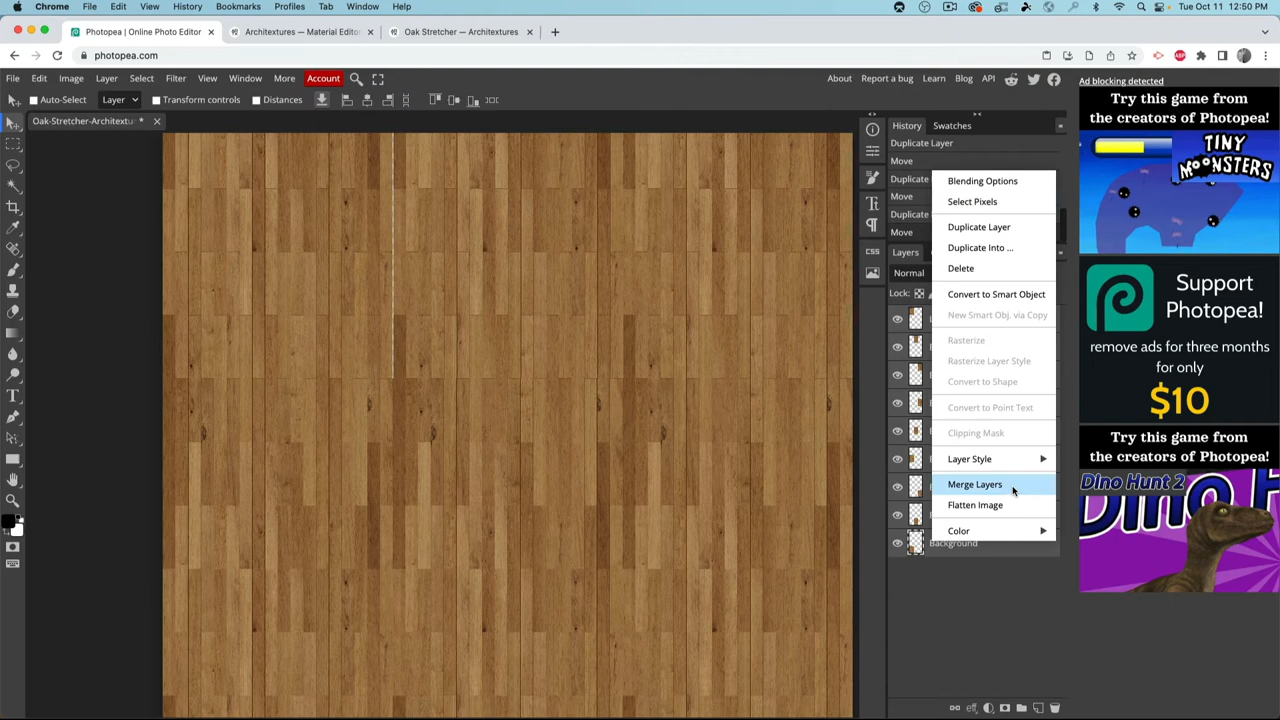 Chrome File Edit View History Bookmarks Profiles Tab Window Help Tue Oct 11 12:50 PM
Photopea | Online Photo Editor Architextures — Material Edito Oak Stretcher — Architextures
photopea.com
File Edit Image Layer Select Filter View Window More Account About Report a bug Learn Blog API Ad blocking detected
Auto-Select Layer Transform controls Distances
Oak-Stretcher-Architextu *
History Swatches
Duplicate Layer
Move
Duplicate
Move
Duplicate
Move
Layers
Normal
Lock:
Background
Blending Options
Select Pixels
Duplicate Layer
Duplicate Into ...
Delete
Convert to Smart Object
New Smart Obj. via Copy
Rasterize
Rasterize Layer Style
Convert to Shape
Convert to Point Text
Clipping Mask
Layer Style
Merge Layers
Flatten Image
Color
CSS
Try this game from
the creators of Photopea!
TINY
MONSTERS
Support
Photopea!
remove ads for three months
for only
$10
Try this game from
the creators of Photopea!
DINO HUNT 2